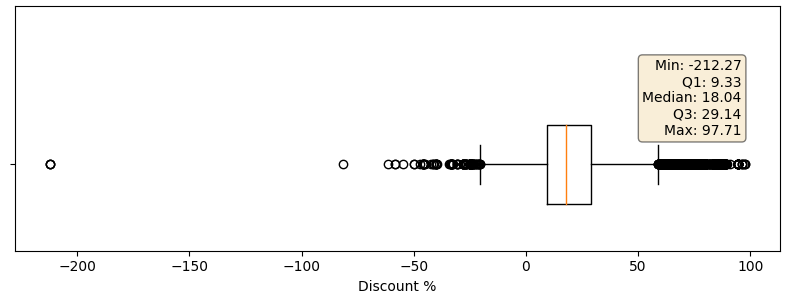 Min: -212.27
Q1: 9.33
Median: 18.04
Q3: 29.14
Max: 97.71
−200 −150 −100 −50 0 50 100
Discount %